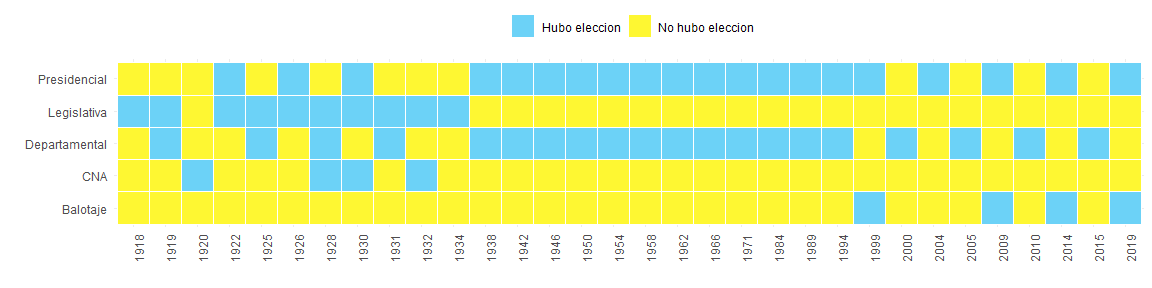 Hubo eleccion No hubo eleccion
Presidencial
Legislativa
Departamental
CNA
Balotaje
1918 1919 1920 1922 1925 1926 1928 1930 1931 1932 1934 1938 1942 1946 1950 1954 1958 1962 1966 1971 1984 1989 1994 1999 2000 2004 2005 2009 2010 2014 2015 2019